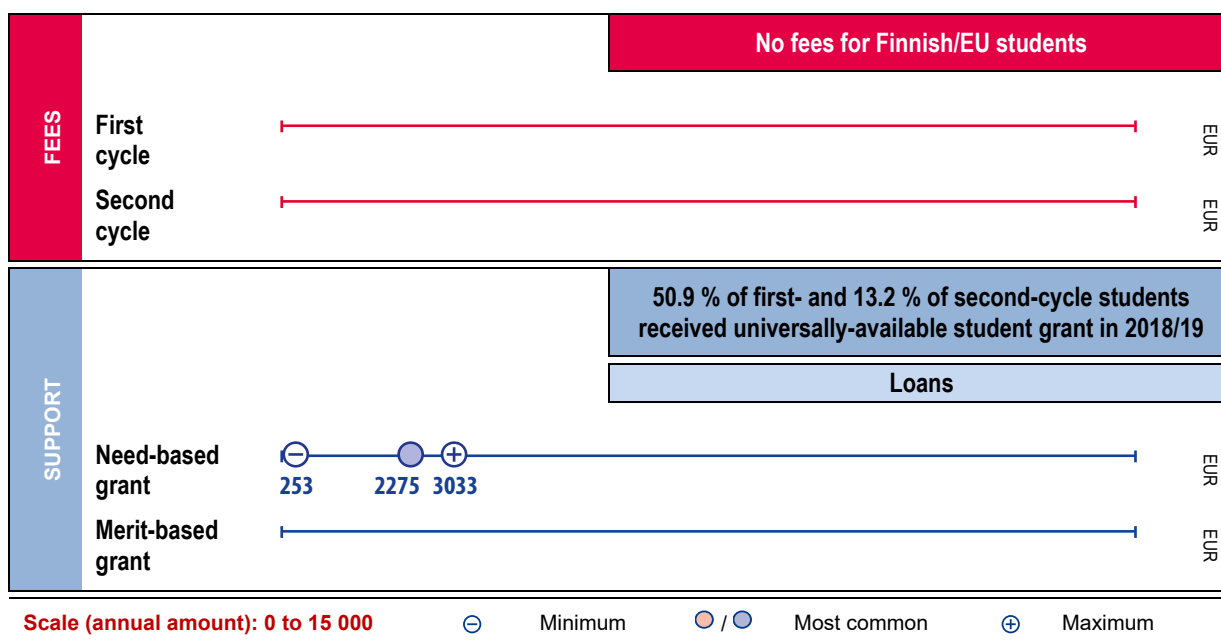 No fees for Finnish/EU students
FEES
First
cycle
EUR
Second
cycle
EUR
50.9 % of first- and 13.2 % of second-cycle students
received universally-available student grant in 2018/19
Loans
SUPPORT
Need-based
grant
253 2275 3033
EUR
Merit-based
grant
EUR
Scale (annual amount): 0 to 15 000 Minimum / Most common Maximum